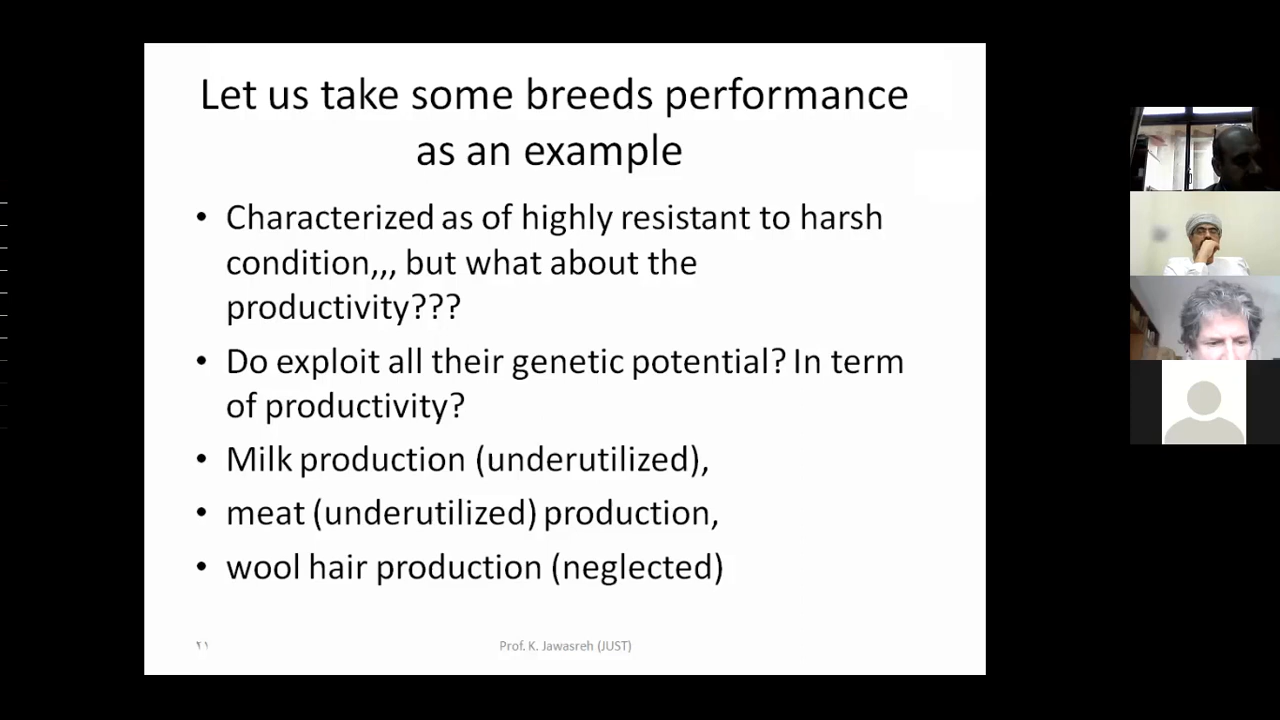 Let us take some breeds performance
as an example
• Characterized as of highly resistant to harsh
condition,,, but what about the
productivity???
• Do exploit all their genetic potential? In term
of productivity?
• Milk production (underutilized),
• meat (underutilized) production,
• wool hair production (neglected)
٢١
Prof. K. Jawasreh (JUST)